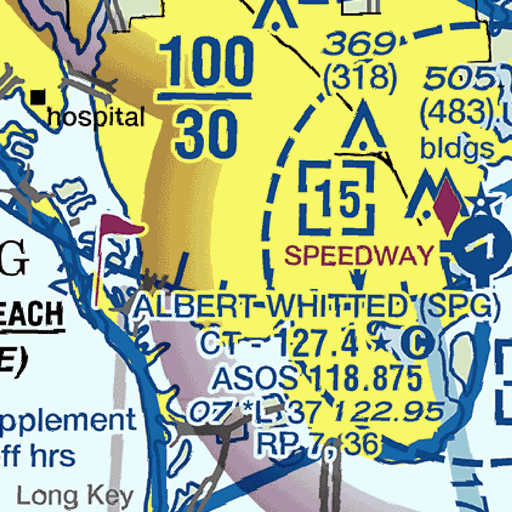 369
(318)
505
(483)
bldgs
100
30
hospital
15
SPEEDWAY
G
EACH
E)
ALBERT WHITTED (SPG)
CT - 127.4 ★ C
ASOS 118.875
07 *L 37 122.95
RP 7, 36
pplement
ff hrs
Long Key